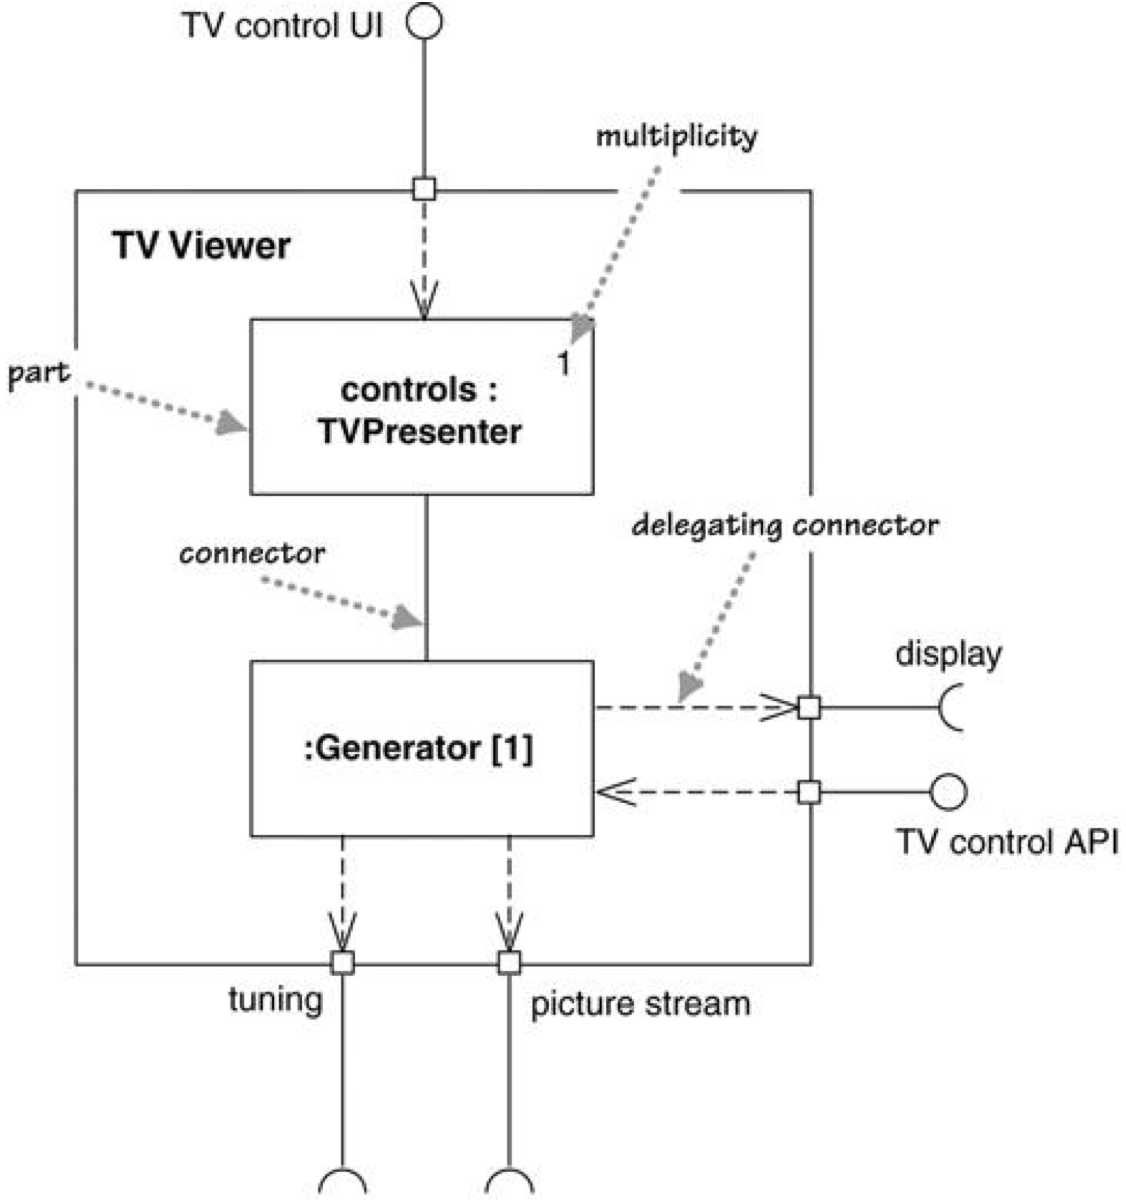 TV control UI
multiplicity
TV Viewer
part
1
controls :
TVPresenter
delegating connector
connector
display
:Generator [1]
TV control API
tuning
picture stream